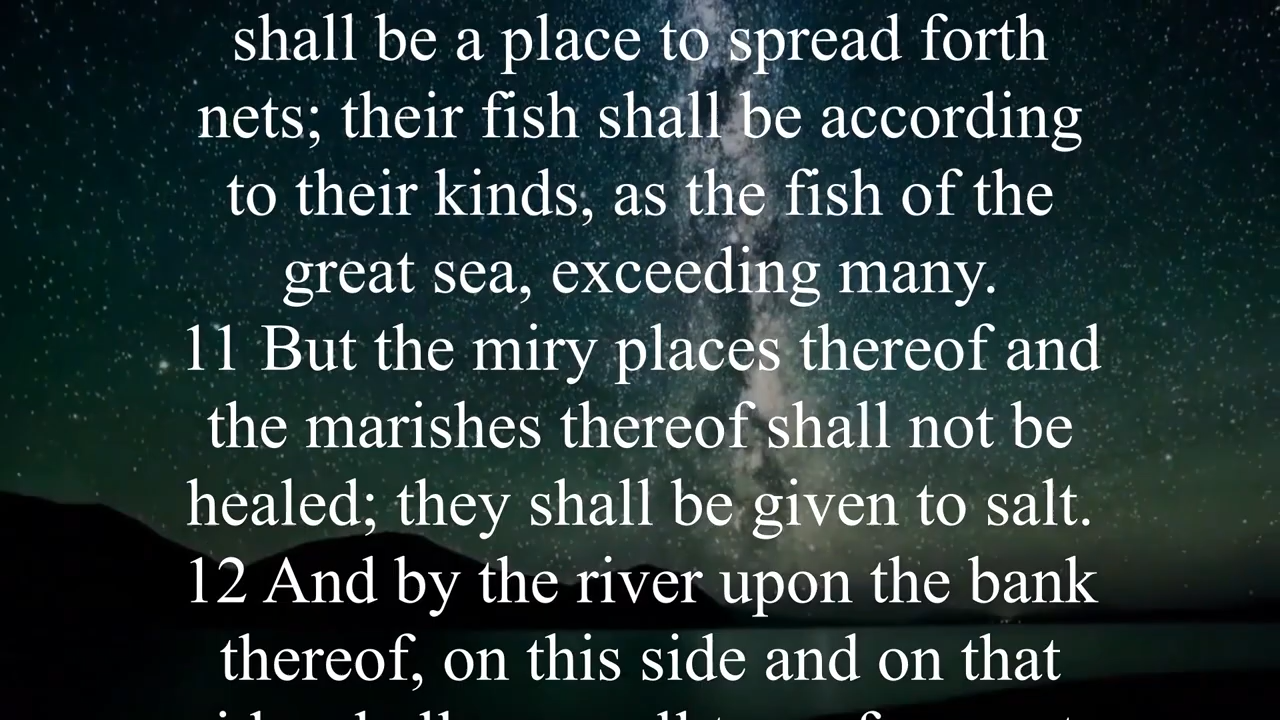 shall be a place to spread forth
nets; their fish shall be according
to their kinds, as the fish of the
great sea, exceeding many.
11 But the miry places thereof and
the marishes thereof shall not be
healed; they shall be given to salt.
12 And by the river upon the bank
thereof, on this side and on that